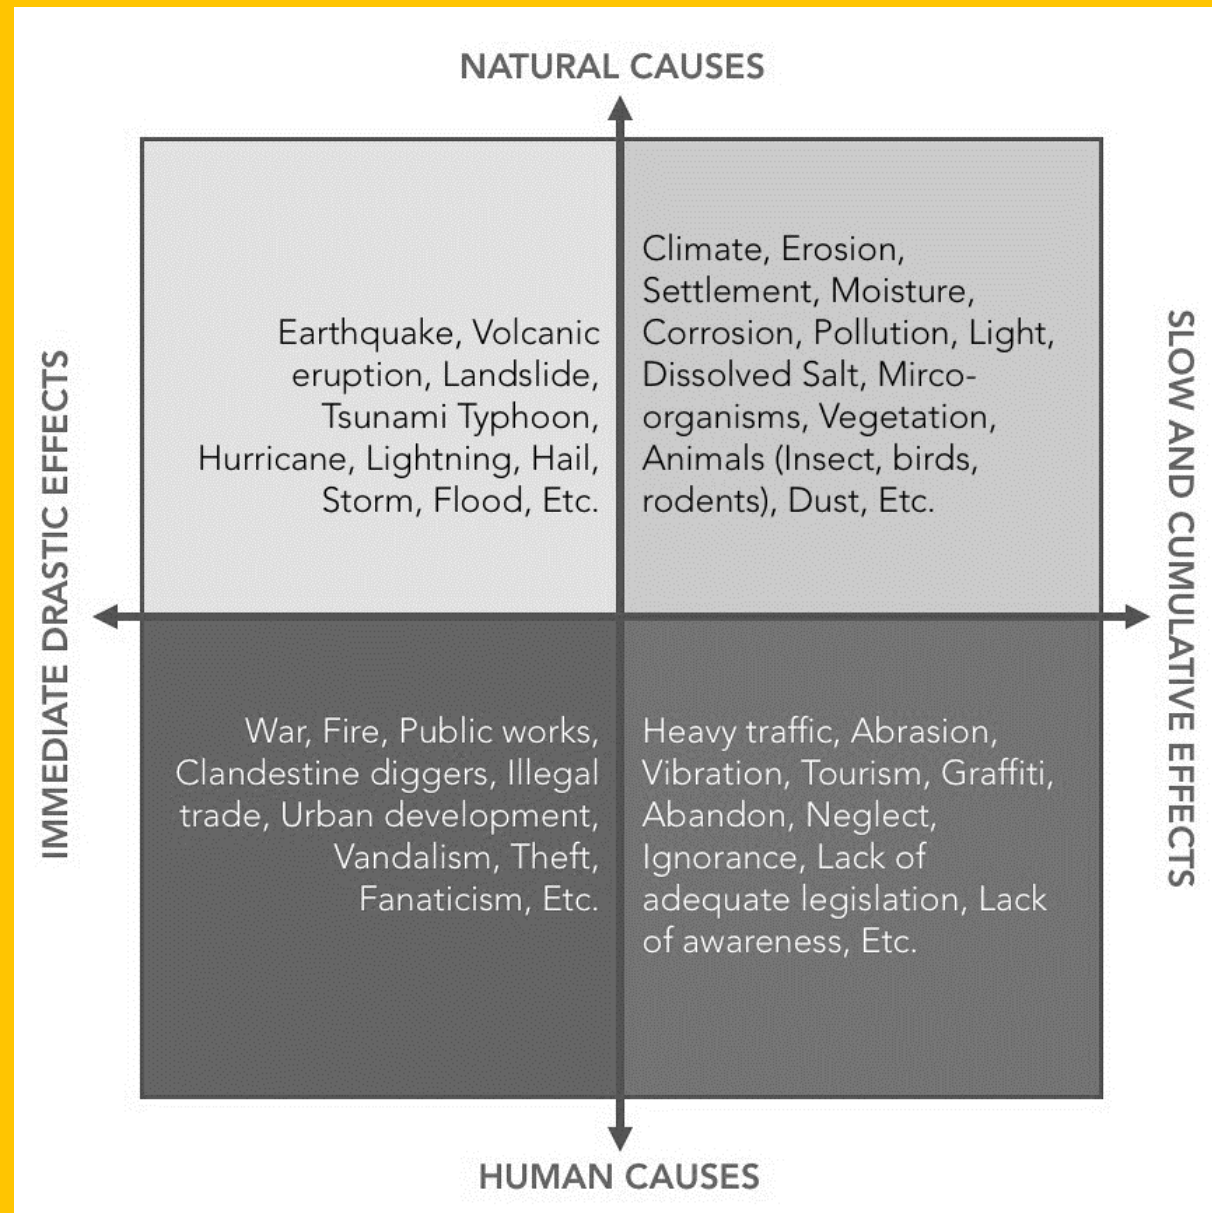 NATURAL CAUSES
IMMEDIATE DRASTIC EFFECTS
Earthquake, Volcanic
eruption, Landslide,
Tsunami Typhoon,
Hurricane, Lightning, Hail,
Storm, Flood, Etc.
Climate, Erosion,
Settlement, Moisture,
Corrosion, Pollution, Light,
Dissolved Salt, Mirco-
organisms, Vegetation,
Animals (Insect, birds,
rodents), Dust, Etc.
SLOW AND CUMULATIVE EFFECTS
War, Fire, Public works,
Clandestine diggers, Illegal
trade, Urban development,
Vandalism, Theft,
Fanaticism, Etc.
Heavy traffic, Abrasion,
Vibration, Tourism, Graffiti,
Abandon, Neglect,
Ignorance, Lack of
adequate legislation, Lack
of awareness, Etc.
HUMAN CAUSES